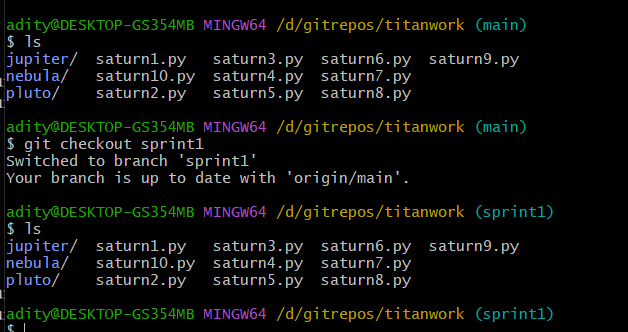 adity@DESKTOP-GS354MB MINGW64 /d/gitrepos/titanwork (main)
$ ls
jupiter/ saturn1.py saturn3.py saturn6.py saturn9.py
nebula/ saturn10.py saturn4.py saturn7.py
pluto/ saturn2.py saturn5.py saturn8.py
adity@DESKTOP-GS354MB MINGW64 /d/gitrepos/titanwork (main)
$ git checkout sprint1
Switched to branch 'sprint1'
Your branch is up to date with 'origin/main'.
adity@DESKTOP-GS354MB MINGW64 /d/gitrepos/titanwork (sprint1)
$ ls
jupiter/ saturn1.py saturn3.py saturn6.py saturn9.py
nebula/ saturn10.py saturn4.py saturn7.py
pluto/ saturn2.py saturn5.py saturn8.py
adity@DESKTOP-GS354MB MINGW64 /d/gitrepos/titanwork (sprint1)
$